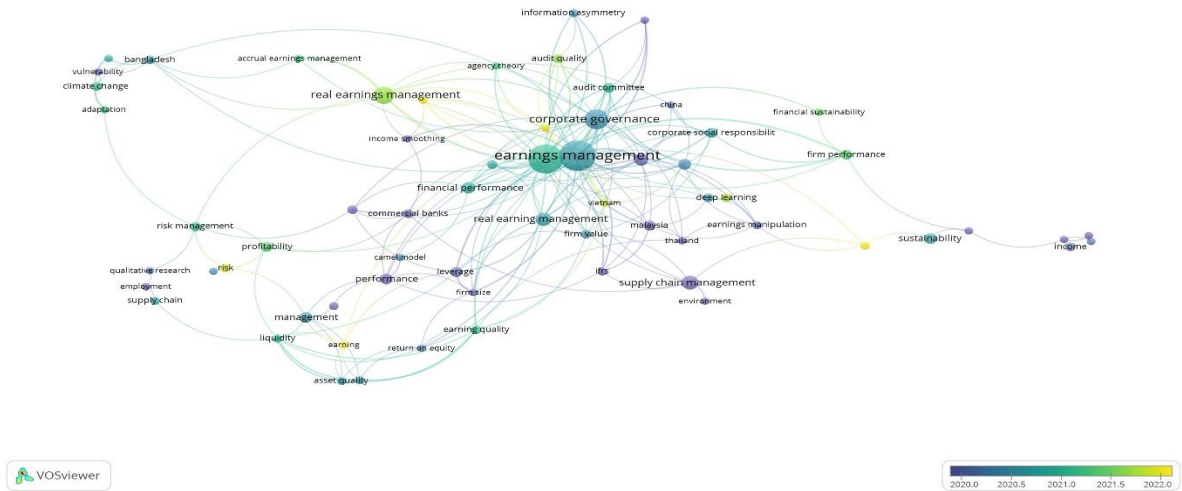 information asymmetry
bangladesh
accrual earnings management
agency theory
audit quality
vulnerability
climate change
audit committee
real earnings management
china
adaptation
financial sustainability
corporate governance
income smoothing
corporate social responsibilit
earnings management
firm performance
financial performance
deep learning
vietnam
commercial banks
real earning management
malaysia
earnings manipulation
risk management
firm value
thailand
sustainability
profitability
income
camel model
qualitative research
risk
leverage
ifrs
performance
employment
supply chain management
firm size
supply chain
environment
management
earning quality
liquidity
earning
return on equity
asset quality
VOSviewer
2020.0 2020.5 2021.0 2021.5 2022.0